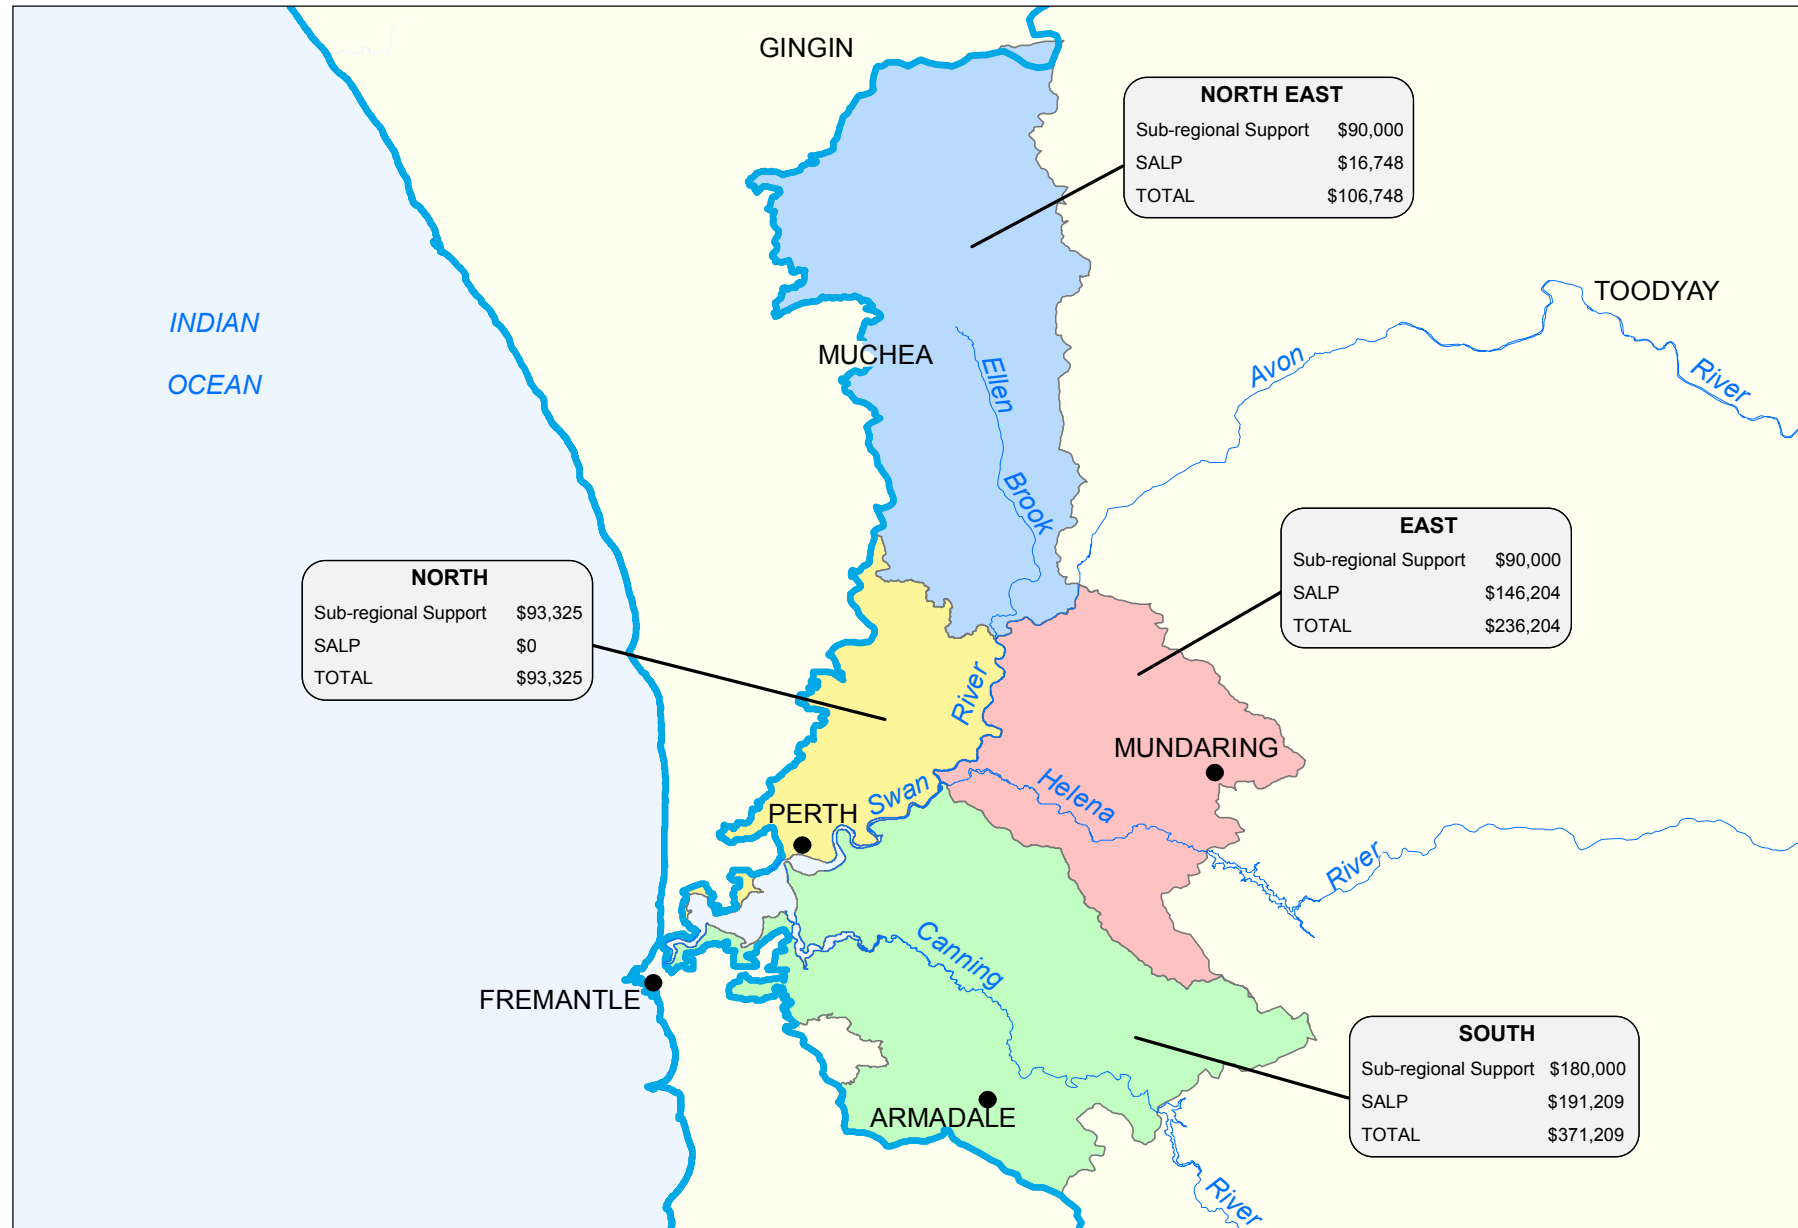 GINGIN
NORTH EAST
Sub-regional Support $90,000
SALP $16,748
TOTAL $106,748
TOODYAY
INDIAN
OCEAN
MUCHEA
Ellen
Brook
Avon
River
EAST
Sub-regional Support $90,000
SALP $146,204
TOTAL $236,204
NORTH
Sub-regional Support $93,325
SALP $0
TOTAL $93,325
River
Swan
MUNDARING
Helena
River
PERTH
Canning
FREMANTLE
SOUTH
Sub-regional Support $180,000
SALP $191,209
TOTAL $371,209
ARMADALE
River